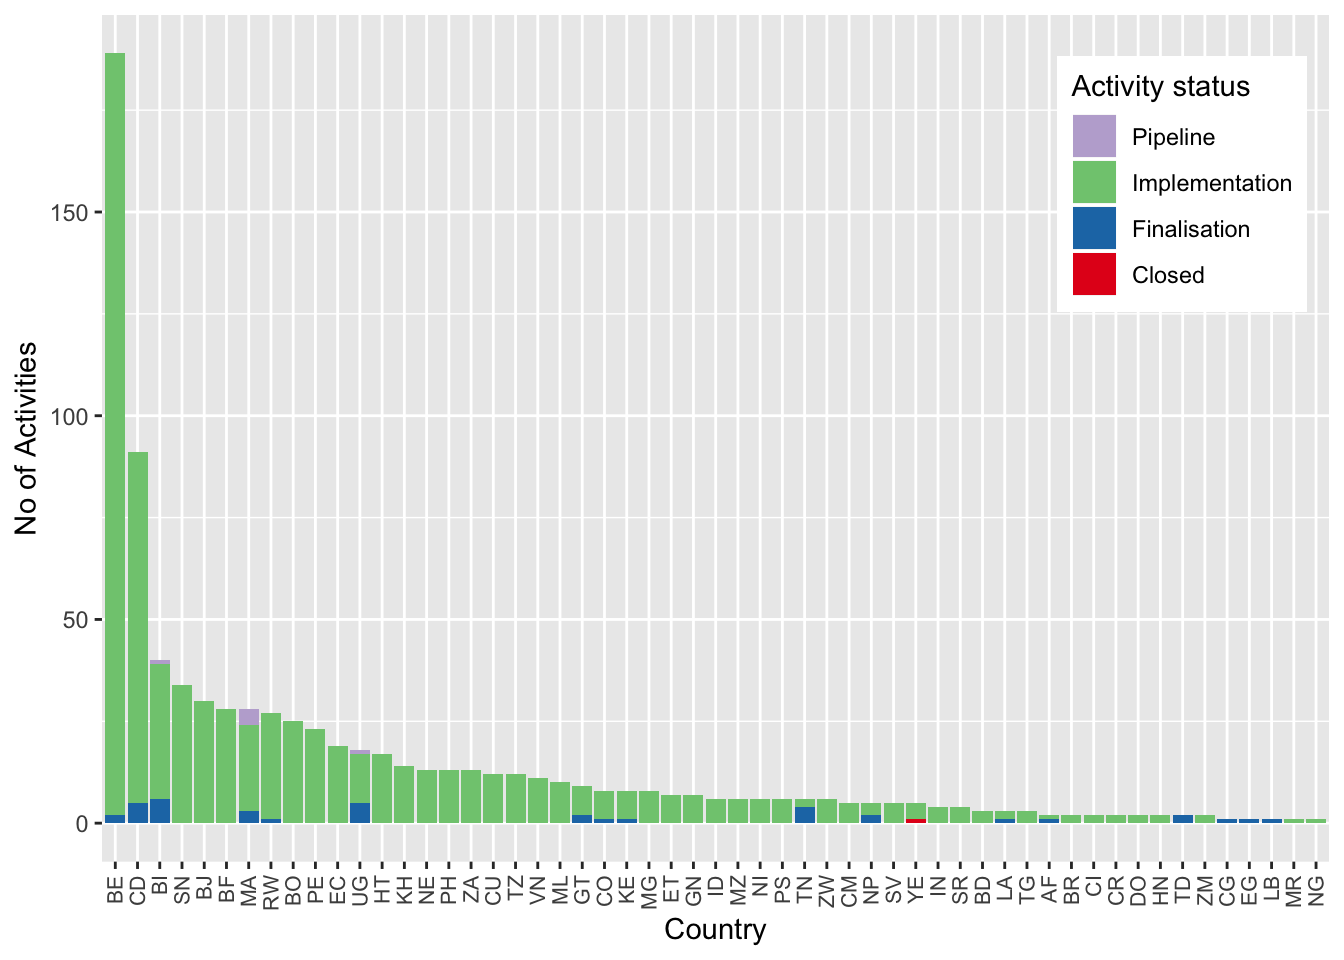 Activity status
Pipeline
Implementation
Finalisation
Closed
150
100
50
0
No of Activities
BE CD BI SN BJ BF MA RW BO PE EC UG HT KH NE PH ZA CU TZ VN ML GT CO KE MG ET GN ID MZ NI PS TN ZW CM NP SV YE IN SR BD LA TG AF BR CI CR DO HN TD ZM CG EG LB MR NG
Country